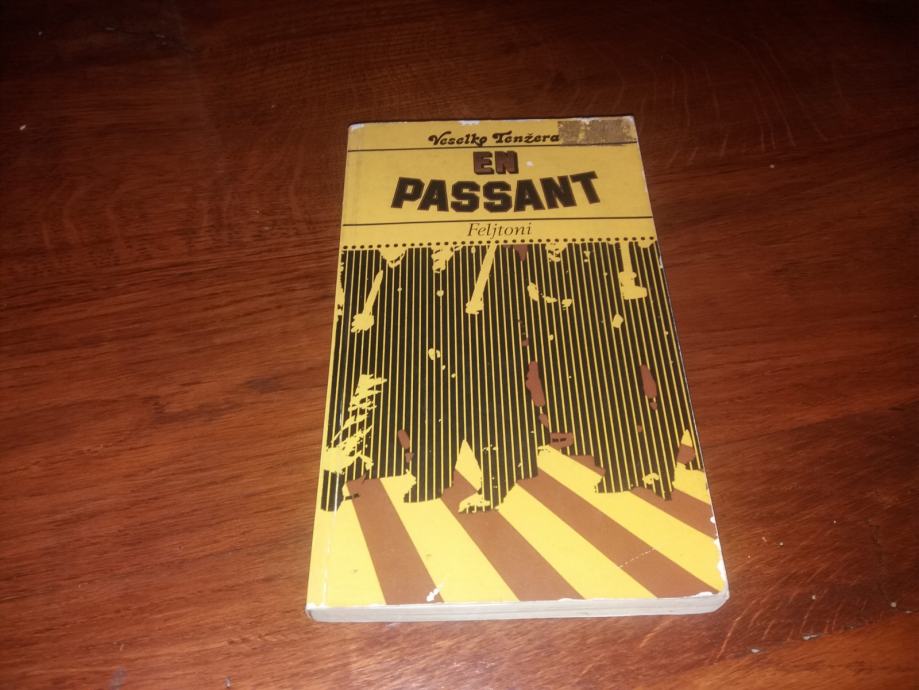 Veselko Tenžera
EN
PASSANT
Feljtoni